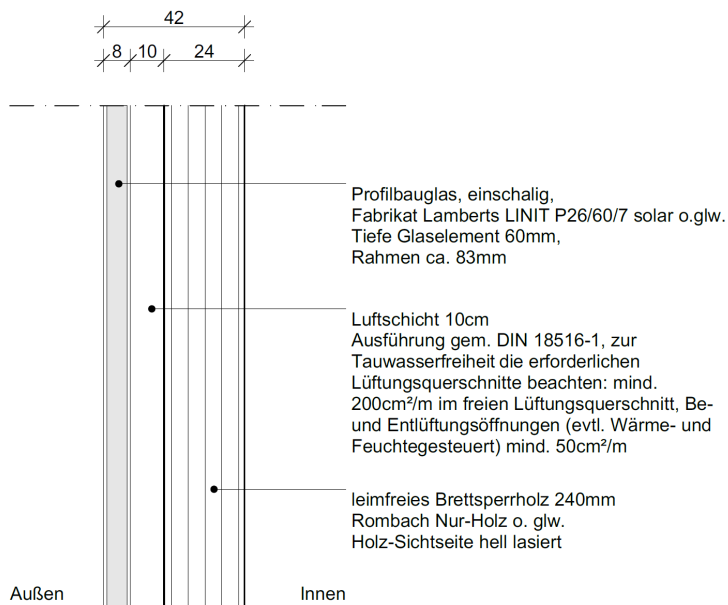 42
8 10 24
Profilbauglas, einschalig,
Fabrikat Lamberts LINIT P26/60/7 solar o.glw.
Tiefe Glaselement 60mm,
Rahmen ca. 83mm
Luftschicht 10cm
Ausführung gem. DIN 18516-1, zur
Tauwasserfreiheit die erforderlichen
Lüftungsquerschnitte beachten: mind.
200cm²/m im freien Lüftungsquerschnitt, Be-
und Entlüftungsöffnungen (evtl. Wärme- und
Feuchtegesteuert) mind. 50cm²/m
leimfreies Brettsperrholz 240mm
Rombach Nur-Holz o. glw.
Holz-Sichtseite hell lasiert
Außen Innen